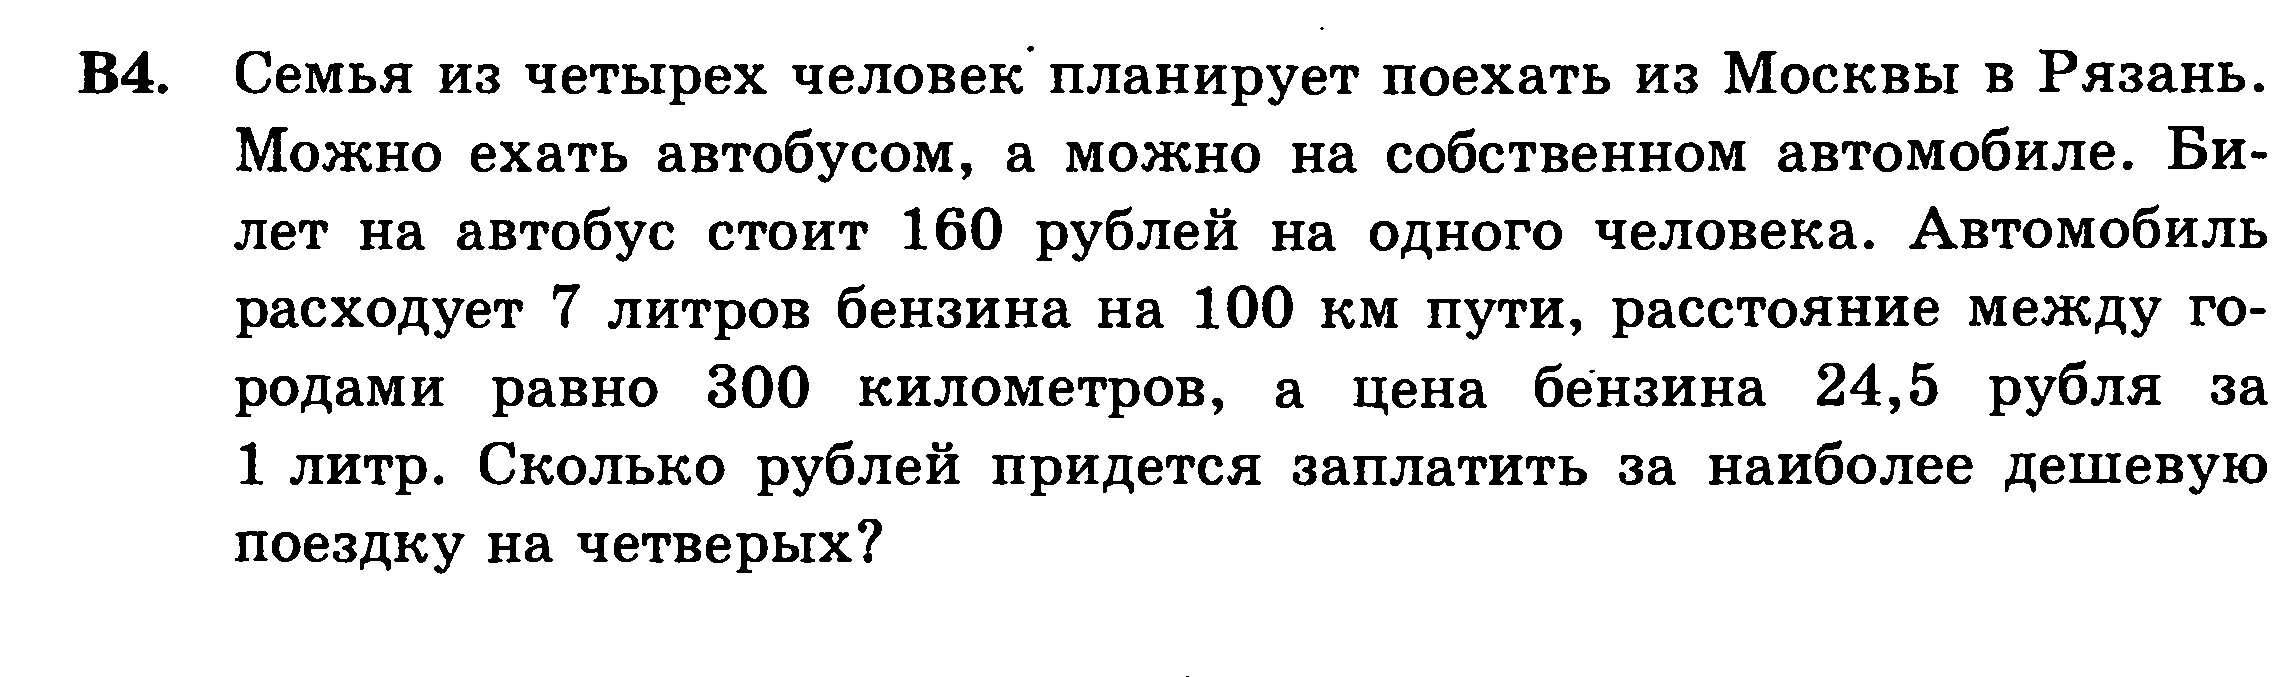 В4. Семья из четырех человек планирует поехать из Москвы в Рязань.
Можно ехать автобусом, а можно на собственном автомобиле. Би-
лет на автобус стоит 160 рублей на одного человека. Автомобиль
расходует 7 литров бензина на 100 км пути, расстояние между го-
родами равно 300 километров, а цена бензина 24,5 рубля за
1 литр. Сколько рублей придется заплатить за наиболее дешевую
поездку на четверых?